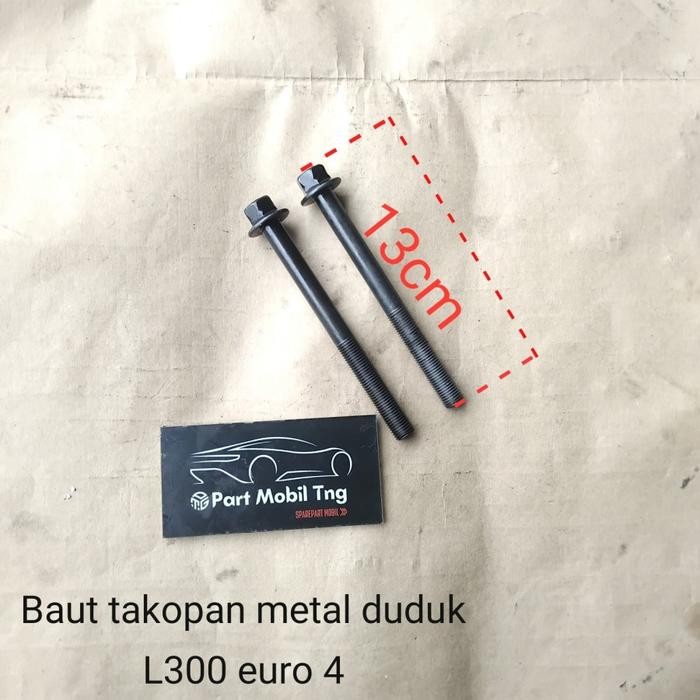 13cm
Part Mobil Tng
SPAREPART MOBIL
Baut takopan metal duduk
L300 euro 4